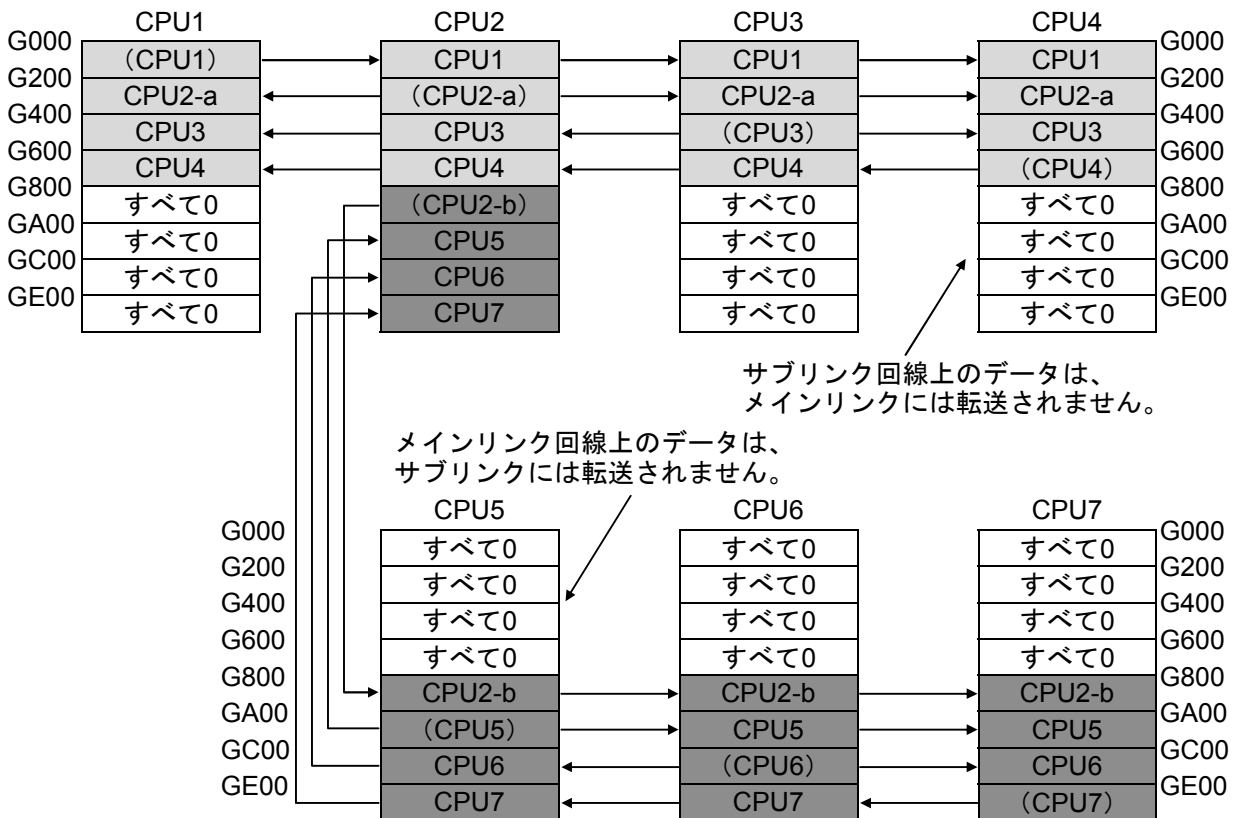 CPU1 CPU2 CPU3 CPU4
G000 G000
（CPU1） CPU1 CPU1 CPU1
G200 G200
CPU2-a （CPU2-a） CPU2-a CPU2-a
G400 G400
CPU3 CPU3 （CPU3） CPU3
G600 G600
CPU4 CPU4 CPU4 （CPU4）
G800 G800
すべて0 （CPU2-b） すべて0 すべて0
GA00 GA00
すべて0 CPU5 すべて0 すべて0
GC00 GC00
すべて0 CPU6 すべて0 すべて0
GE00 GE00
すべて0 CPU7 すべて0 すべて0
サブリンク回線上のデータは、
メインリンクには転送されません。
メインリンク回線上のデータは、
サブリンクには転送されません。
CPU5 CPU6 CPU7
G000 G000
すべて0 すべて0 すべて0
G200 G200
すべて0 すべて0 すべて0
G400 G400
すべて0 すべて0 すべて0
G600 G600
すべて0 すべて0 すべて0
G800 G800
CPU2-b CPU2-b CPU2-b
GA00 GA00
（CPU5） CPU5 CPU5
GC00 GC00
CPU6 （CPU6） CPU6
GE00 GE00
CPU7 CPU7 （CPU7）